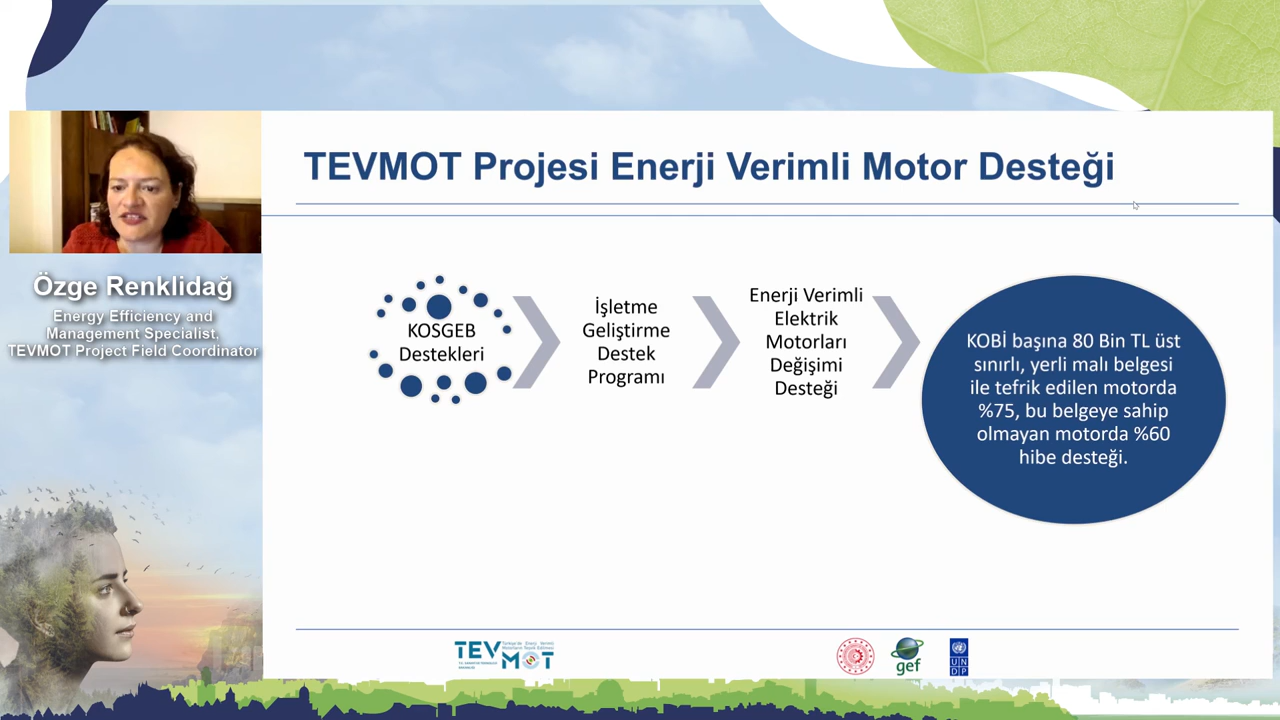 TEVMOT Projesi Enerji Verimli Motor Desteği
Özge Renklidağ
Energy Efficiency and
Management Specialist,
TEVMOT Project Field Coordinator
KOSGEB
Destekleri
İşletme
Geliştirme
Destek
Programı
Enerji Verimli
Elektrik
Motorları
Değişimi
Desteği
KOBİ başına 80 Bin TL üst
sınırlı, yerli malı belgesi
ile tefrik edilen motorda
%75, bu belgeye sahip
olmayan motorda %60
hibe desteği.
TEVMOT
gef
UN
DP